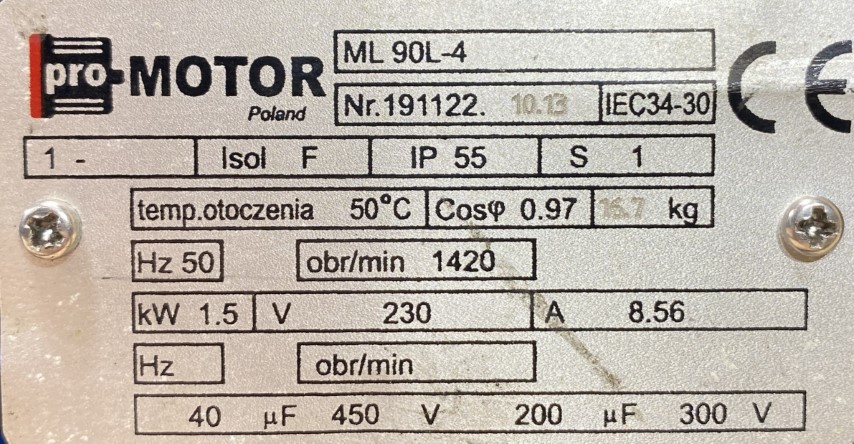 pro-MOTOR
Poland
ML 90L-4
Nr.191122. 10.13 IEC34-30
CE
1 - Isol F IP 55 S 1
temp.otoczenia 50°C Cosφ 0.97 16.7 kg
Hz 50 obr/min 1420
kW 1.5 V 230 A 8.56
Hz obr/min
40 µF 450 V 200 µF 300 V